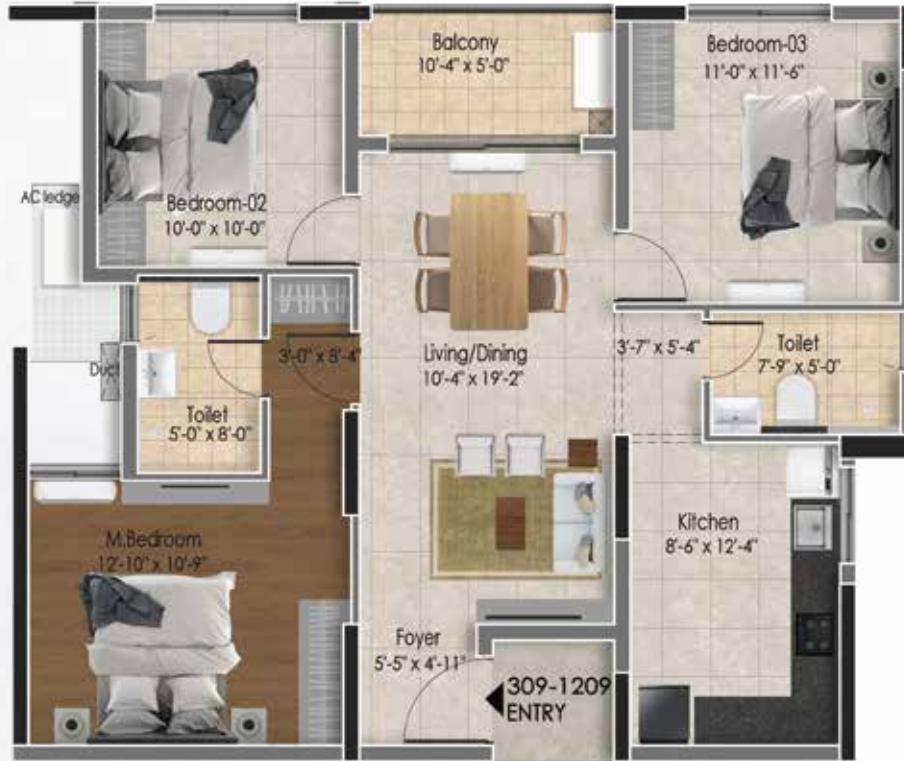 Balcony
10'-4" x 5'-0"
Bedroom-03
11'-0" x 11'-6"
AC ledge
Bedroom-02
10'-0" x 10'-0"
3'-0" x 8'-4"
Living/Dining
10'-4" x 19'-2"
3'-7" x 5'-4"
Toilet
7'-9" x 5'-0"
Duct
Toilet
5'-0" x 8'-0"
M.Bedroom
12'-10" x 10'-9"
Kitchen
8'-6" x 12'-4"
Foyer
5'-5" x 4'-11"
309-1209
ENTRY